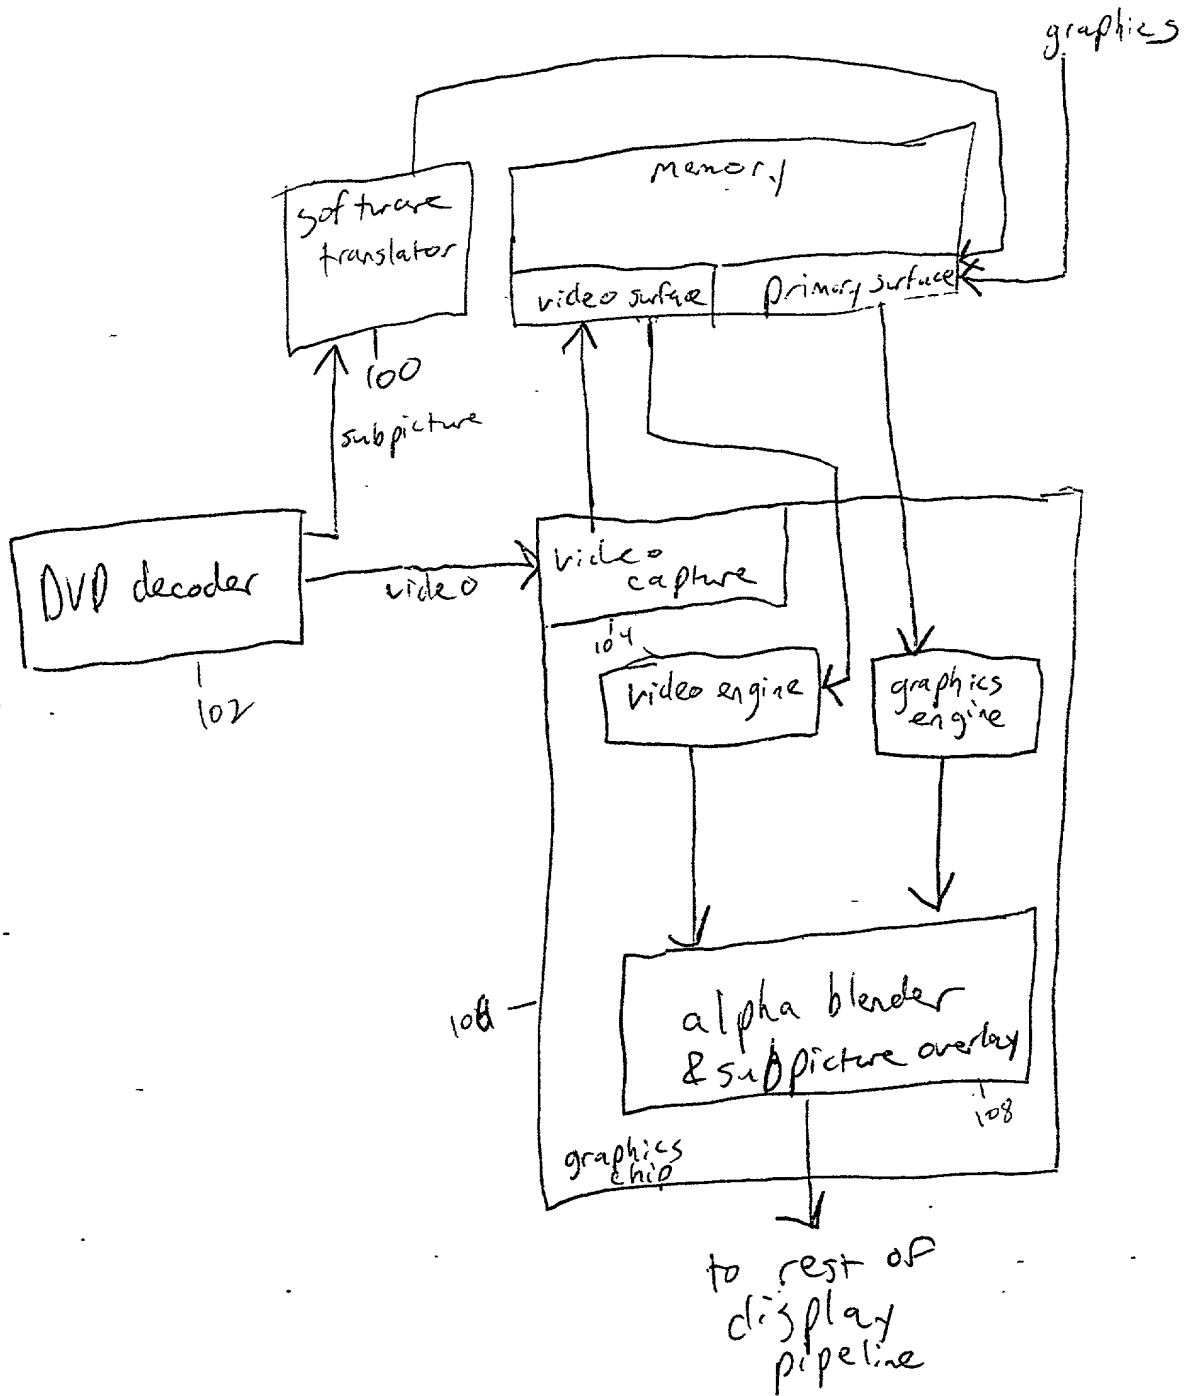 graphics
memory
software
translator
video surface
primary surface
100
subpicture
DVD decoder
video
video
capture
104
102
video engine
graphics
engine
alpha blender
& subpicture overlay
108
graphics
chip
to rest of
display
pipeline